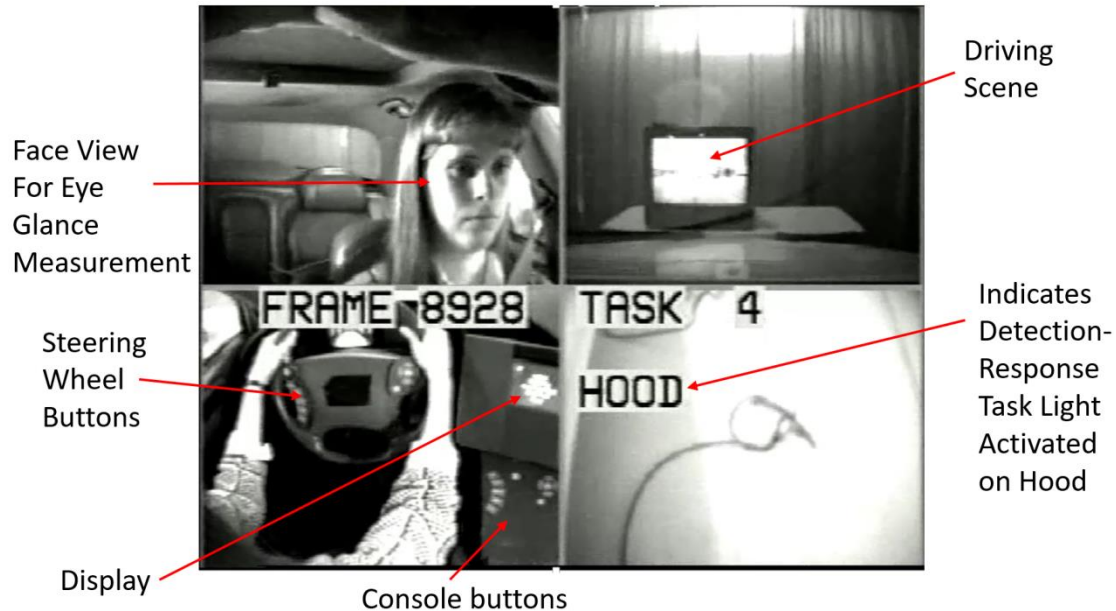 Driving
Scene
Face View
For Eye
Glance
Measurement
FRAME 8928
TASK 4
Indicates
Detection-
Response
Task Light
Activated
on Hood
HOOD
Steering
Wheel
Buttons
Display
Console buttons